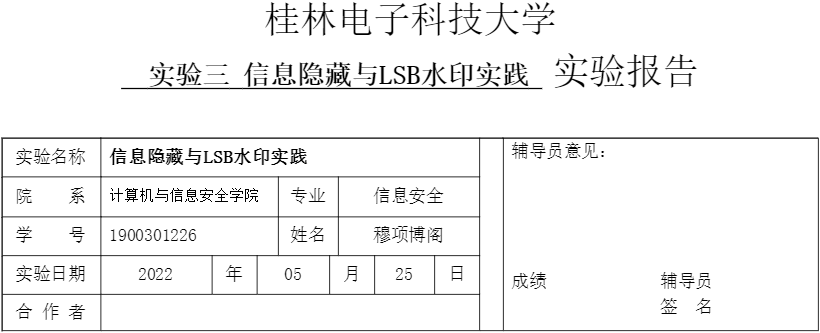 桂林电子科技大学
实验三 信息隐藏与LSB水印实践 实验报告
实验名称 信息隐藏与LSB水印实践
院 系 计算机与信息安全学院 专业 信息安全
学 号 1900301226 姓名 穆项博阁
实验日期 2022 年 05 月 25 日
合 作 者
辅导员意见：
成绩 辅导员
签 名